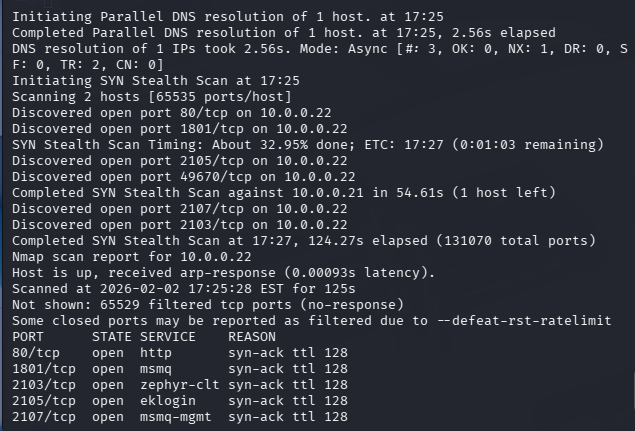 Initiating Parallel DNS resolution of 1 host. at 17:25
Completed Parallel DNS resolution of 1 host. at 17:25, 2.56s elapsed
DNS resolution of 1 IPs took 2.56s. Mode: Async [#: 3, OK: 0, NX: 1, DR: 0, S
F: 0, TR: 2, CN: 0]
Initiating SYN Stealth Scan at 17:25
Scanning 2 hosts [65535 ports/host]
Discovered open port 80/tcp on 10.0.0.22
Discovered open port 1801/tcp on 10.0.0.22
SYN Stealth Scan Timing: About 32.95% done; ETC: 17:27 (0:01:03 remaining)
Discovered open port 2105/tcp on 10.0.0.22
Discovered open port 49670/tcp on 10.0.0.22
Completed SYN Stealth Scan against 10.0.0.21 in 54.61s (1 host left)
Discovered open port 2107/tcp on 10.0.0.22
Discovered open port 2103/tcp on 10.0.0.22
Completed SYN Stealth Scan at 17:27, 124.27s elapsed (131070 total ports)
Nmap scan report for 10.0.0.22
Host is up, received arp-response (0.00093s latency).
Scanned at 2026-02-02 17:25:28 EST for 125s
Not shown: 65529 filtered tcp ports (no-response)
Some closed ports may be reported as filtered due to --defeat-rst-ratelimit
PORT STATE SERVICE REASON
80/tcp open http syn-ack ttl 128
1801/tcp open msmq syn-ack ttl 128
2103/tcp open zephyr-clt syn-ack ttl 128
2105/tcp open eklogin syn-ack ttl 128
2107/tcp open msmq-mgmt syn-ack ttl 128